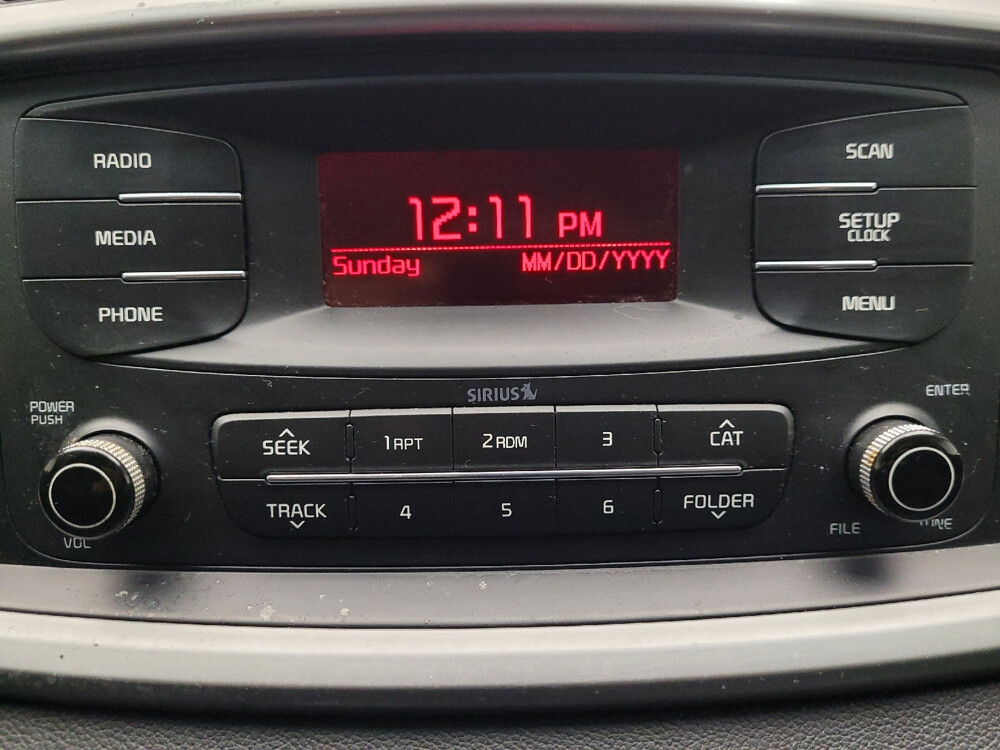 RADIO
MEDIA
PHONE
12:11 PM
Sunday MM/DD/YYYY
SCAN
SETUP
CLOCK
MENU
SIRIUS
POWER
PUSH
VOL
SEEK 1 RPT 2 RDM 3 CAT
TRACK 4 5 6 FOLDER
ENTER
FILE TUNE